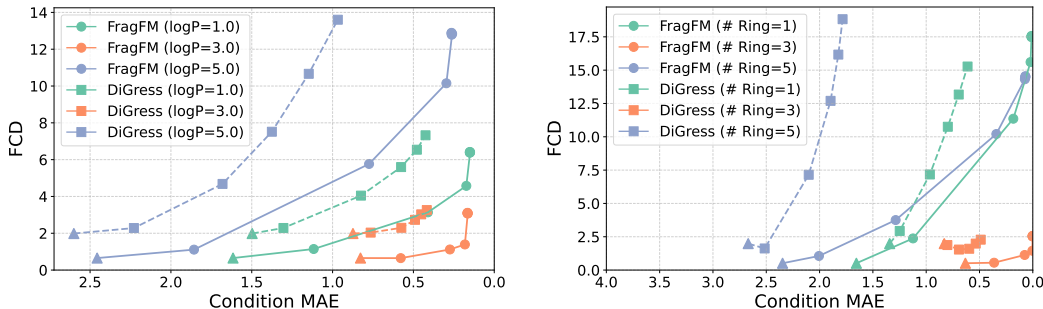 14
12
10
8
6
4
2
0
FCD
FragFM (logP=1.0)
FragFM (logP=3.0)
FragFM (logP=5.0)
DiGress (logP=1.0)
DiGress (logP=3.0)
DiGress (logP=5.0)
2.5 2.0 1.5 1.0 0.5 0.0
Condition MAE
17.5
15.0
12.5
10.0
7.5
5.0
2.5
0.0
FCD
FragFM (# Ring=1)
FragFM (# Ring=3)
FragFM (# Ring=5)
DiGress (# Ring=1)
DiGress (# Ring=3)
DiGress (# Ring=5)
4.0 3.5 3.0 2.5 2.0 1.5 1.0 0.5 0.0
Condition MAE